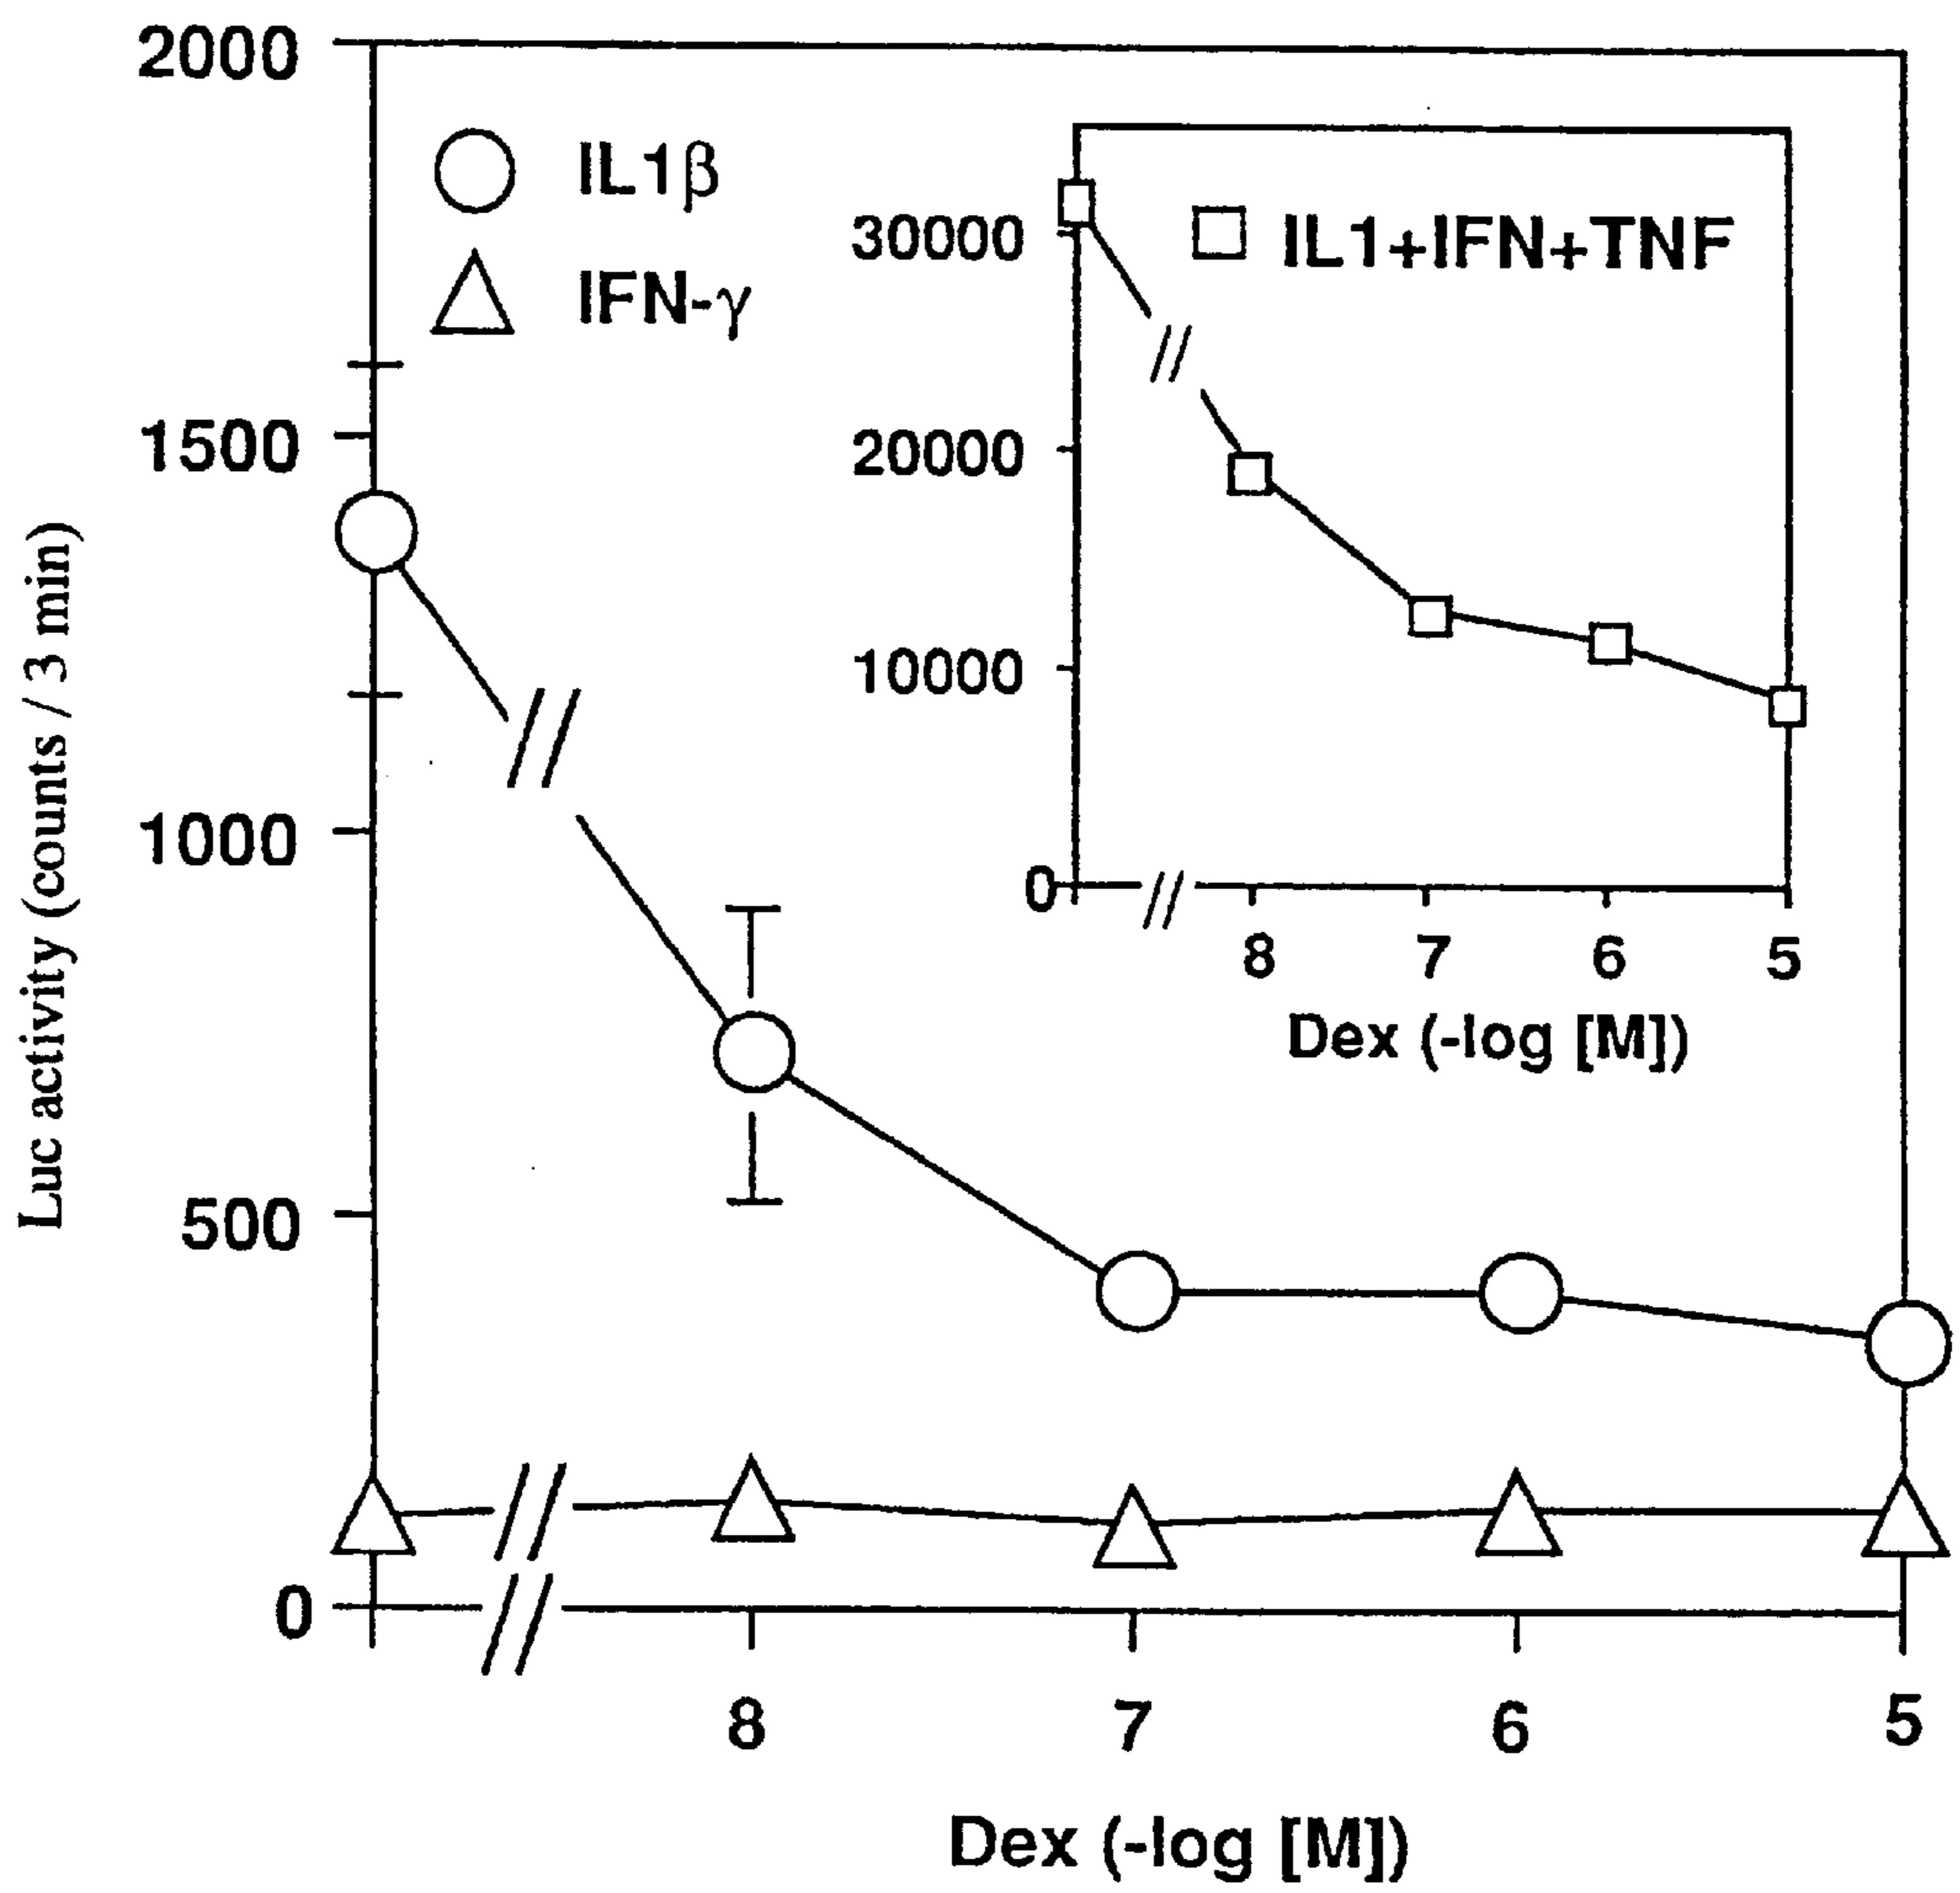 2000
1500
1000
500
0
Luc activity (counts / 3 min)
IL1β
IFN-γ
30000
20000
10000
0
IL1+IFN+TNF
8 7 6 5
Dex (-log [M])
8 7 6 5
Dex (-log [M])